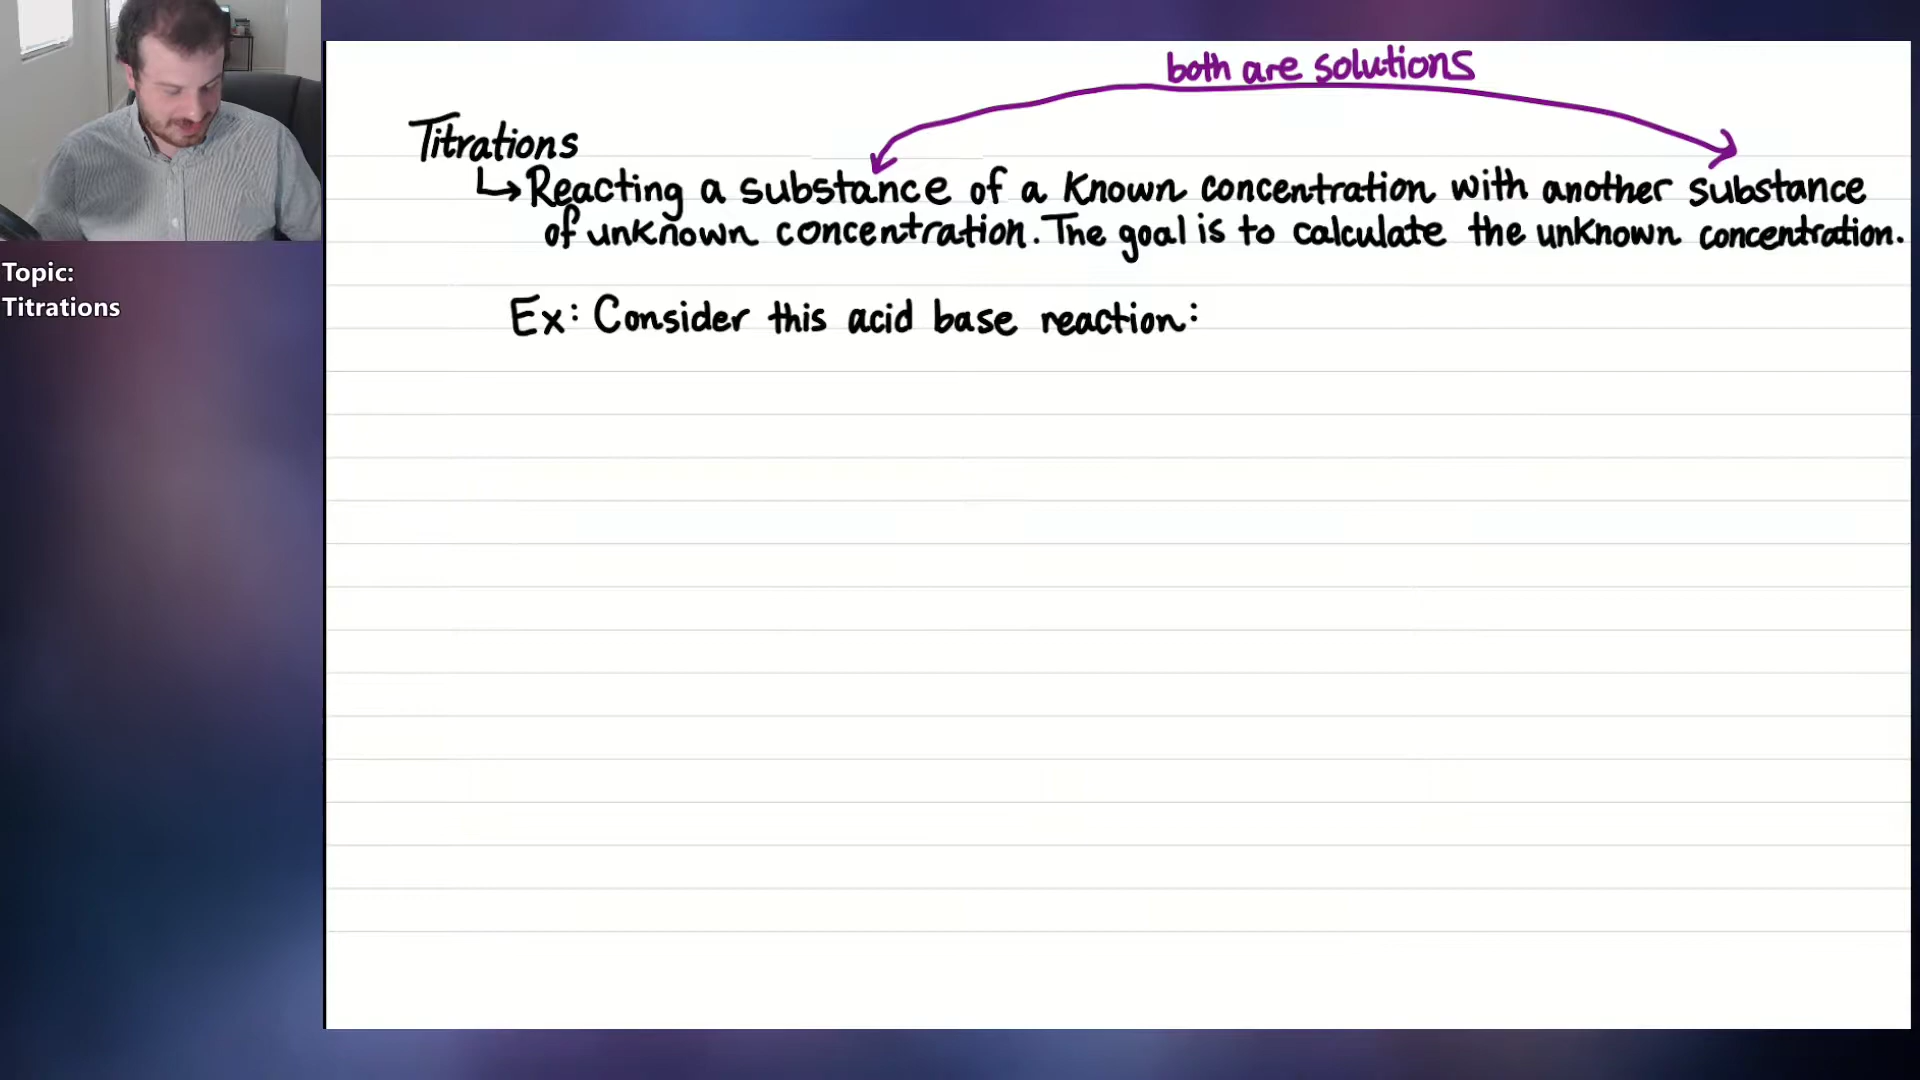 both are solutions
Titrations
Reacting a substance of a known concentration with another substance
of unknown concentration. The goal is to calculate the unknown concentration.
Ex: Consider this acid base reaction:
Topic:
Titrations